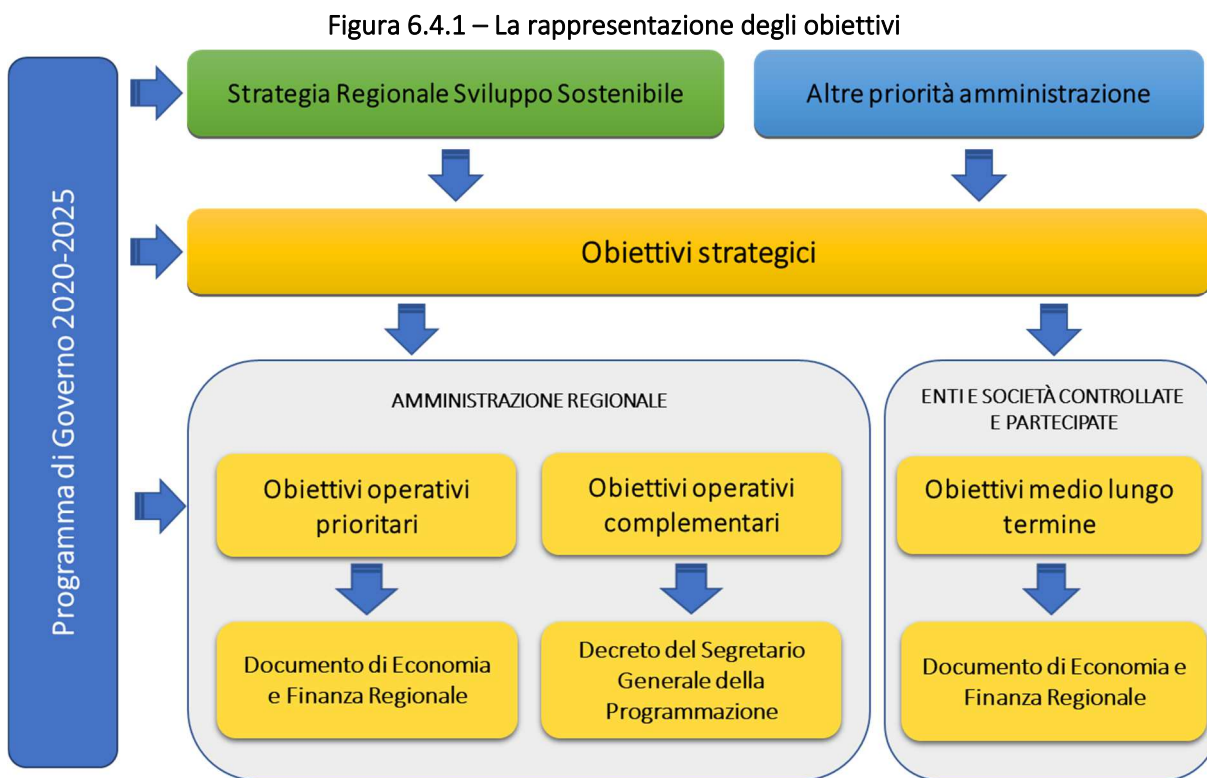 Figura 6.4.1 – La rappresentazione degli obiettivi
Programma di Governo 2020-2025
Strategia Regionale Sviluppo Sostenibile
Altre priorità amministrazione
Obiettivi strategici
AMMINISTRAZIONE REGIONALE
Obiettivi operativi
prioritari
Obiettivi operativi
complementari
Documento di Economia
e Finanza Regionale
Decreto del Segretario
Generale della
Programmazione
ENTI E SOCIETÀ CONTROLLATE
E PARTECIPATE
Obiettivi medio lungo
termine
Documento di Economia e
Finanza Regionale